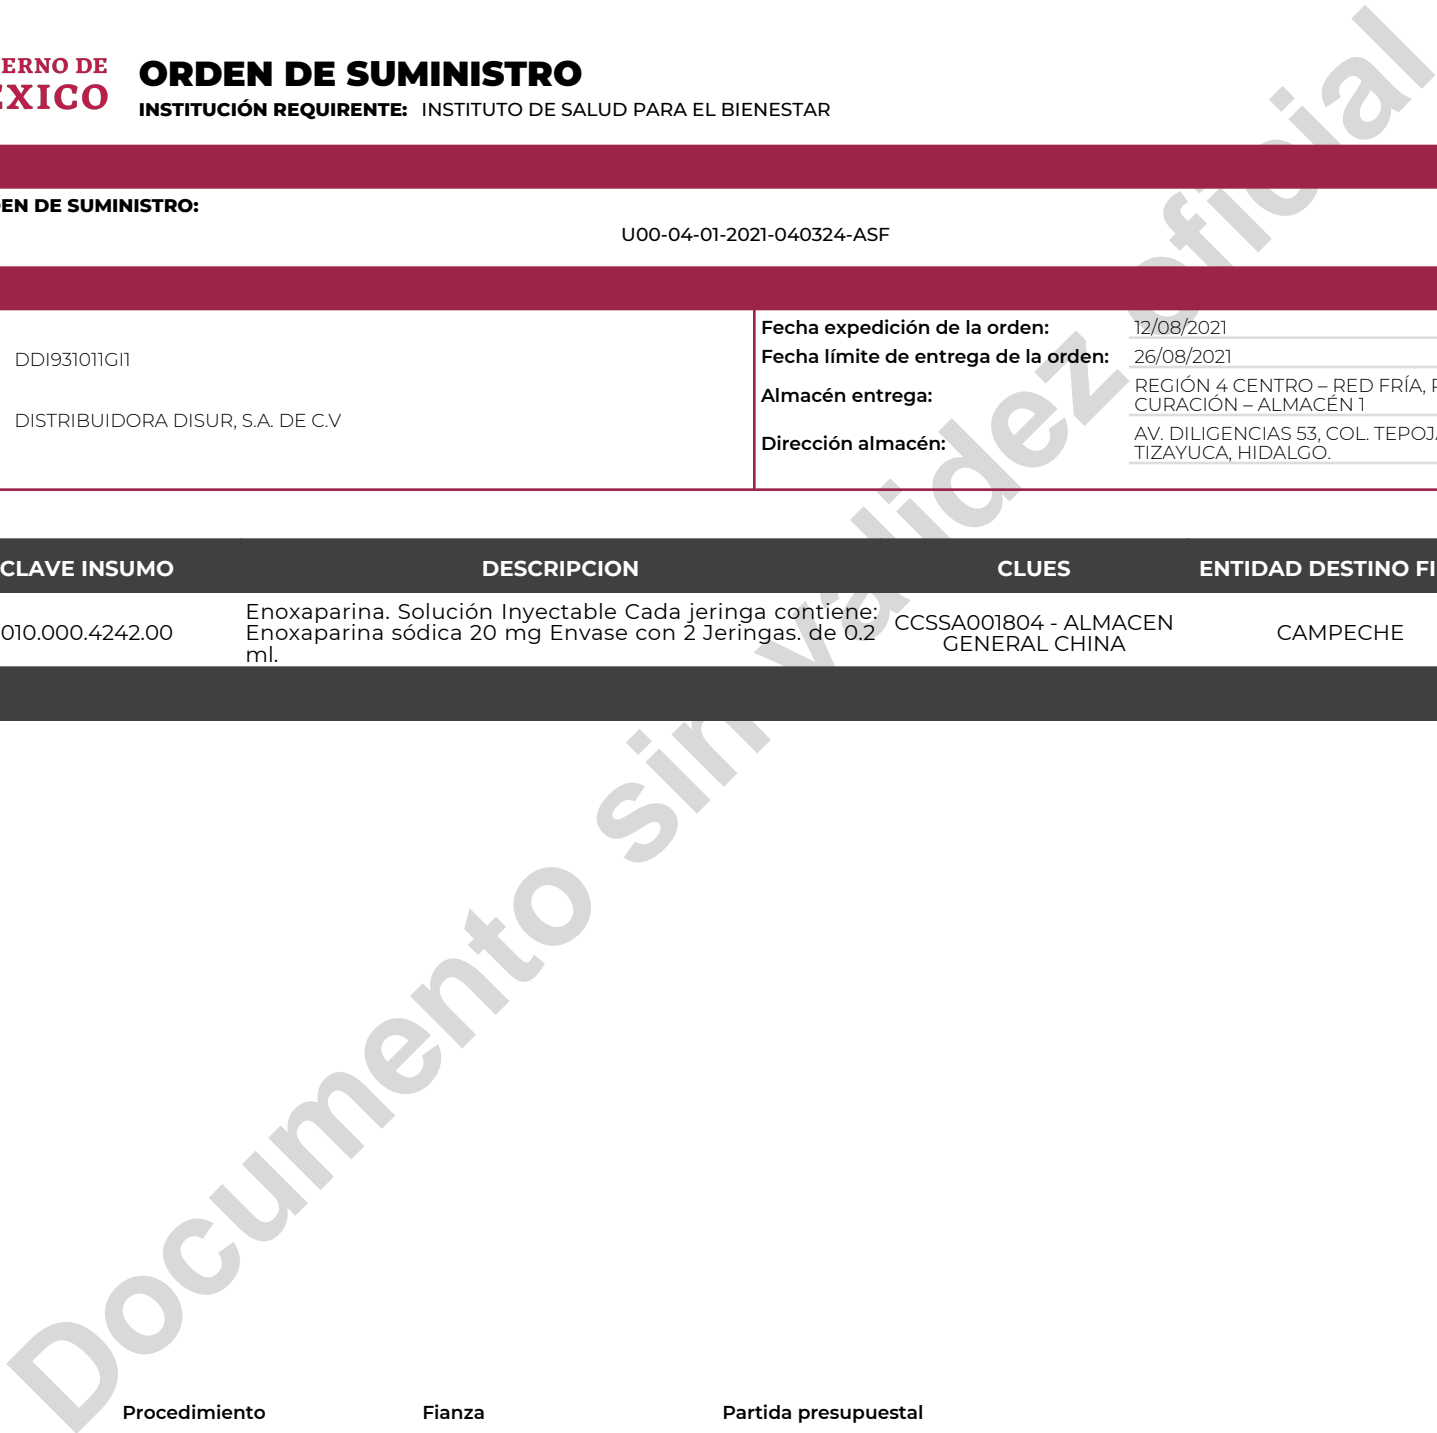 ERNO DE
EXICO
ORDEN DE SUMINISTRO
INSTITUCIÓN REQUIRENTE: INSTITUTO DE SALUD PARA EL BIENESTAR
EN DE SUMINISTRO:
U00-04-01-2021-040324-ASF
DDI931011GI1
DISTRIBUIDORA DISUR, S.A. DE C.V
Fecha expedición de la orden: 12/08/2021
Fecha límite de entrega de la orden: 26/08/2021
Almacén entrega: REGIÓN 4 CENTRO – RED FRÍA,
CURACIÓN – ALMACÉN 1
Dirección almacén: AV. DILIGENCIAS 53, COL. TEPOJ
TIZAYUCA, HIDALGO.
CLAVE INSUMO DESCRIPCION CLUES ENTIDAD DESTINO FI
010.000.4242.00
Enoxaparina. Solución Inyectable Cada jeringa contiene:
Enoxaparina sódica 20 mg Envase con 2 Jeringas. de 0.2
ml.
CCSSA001804 - ALMACEN
GENERAL CHINA
CAMPECHE
Documento sin validez oficial
Procedimiento Fianza Partida presupuestal